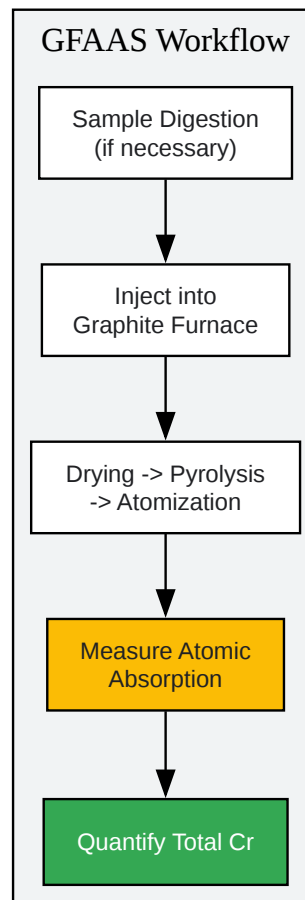 GFAAS Workflow
Sample Digestion
(if necessary)
Inject into
Graphite Furnace
Drying -> Pyrolysis
-> Atomization
Measure Atomic
Absorption
Quantify Total Cr